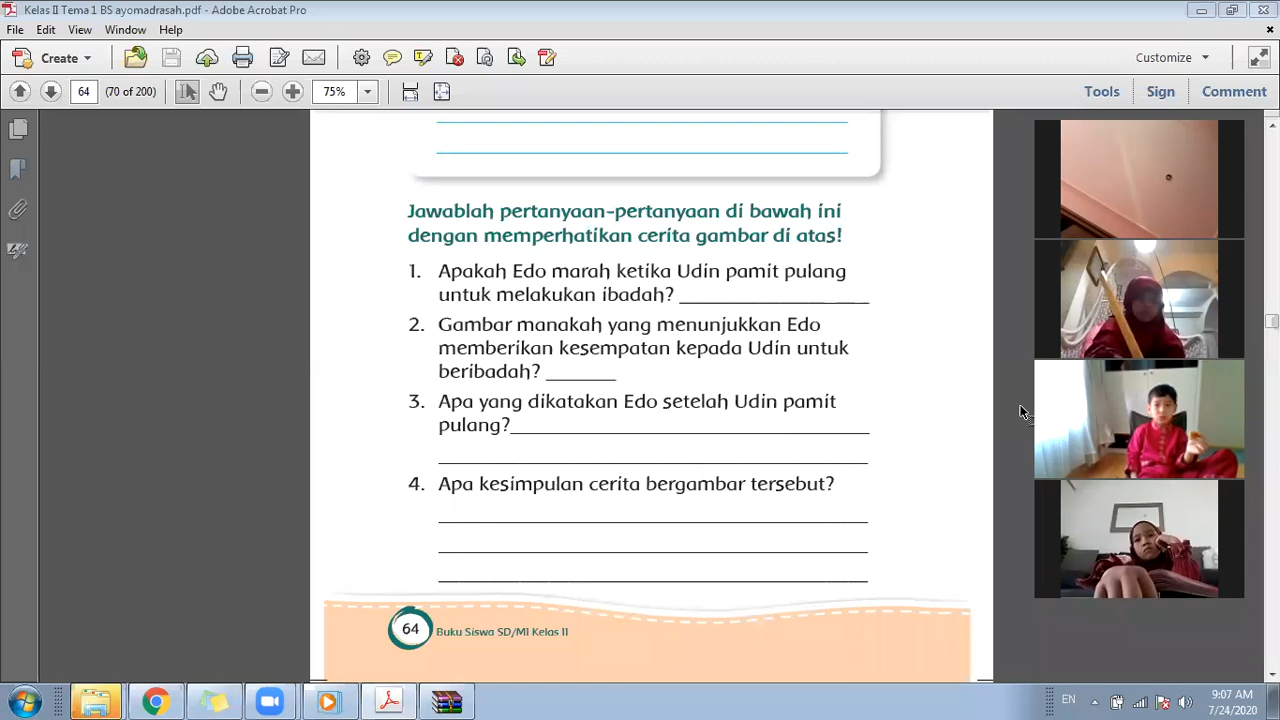 Kelas II Tema 1 BS ayomadrasah.pdf - Adobe Acrobat Pro
File Edit View Window Help
Create Customize
64 (70 of 200) 75% Tools Sign Comment
Jawablah pertanyaan-pertanyaan di bawah ini
dengan memperhatikan cerita gambar di atas!
1. Apakah Edo marah ketika Udin pamit pulang
untuk melakukan ibadah? ___________________
2. Gambar manakah yang menunjukkan Edo
memberikan kesempatan kepada Udin untuk
beribadah? _______
3. Apa yang dikatakan Edo setelah Udin pamit
pulang?____________________________________
4. Apa kesimpulan cerita bergambar tersebut?
64 Buku Siswa SD/MI Kelas II
EN
9:07 AM
7/24/2020